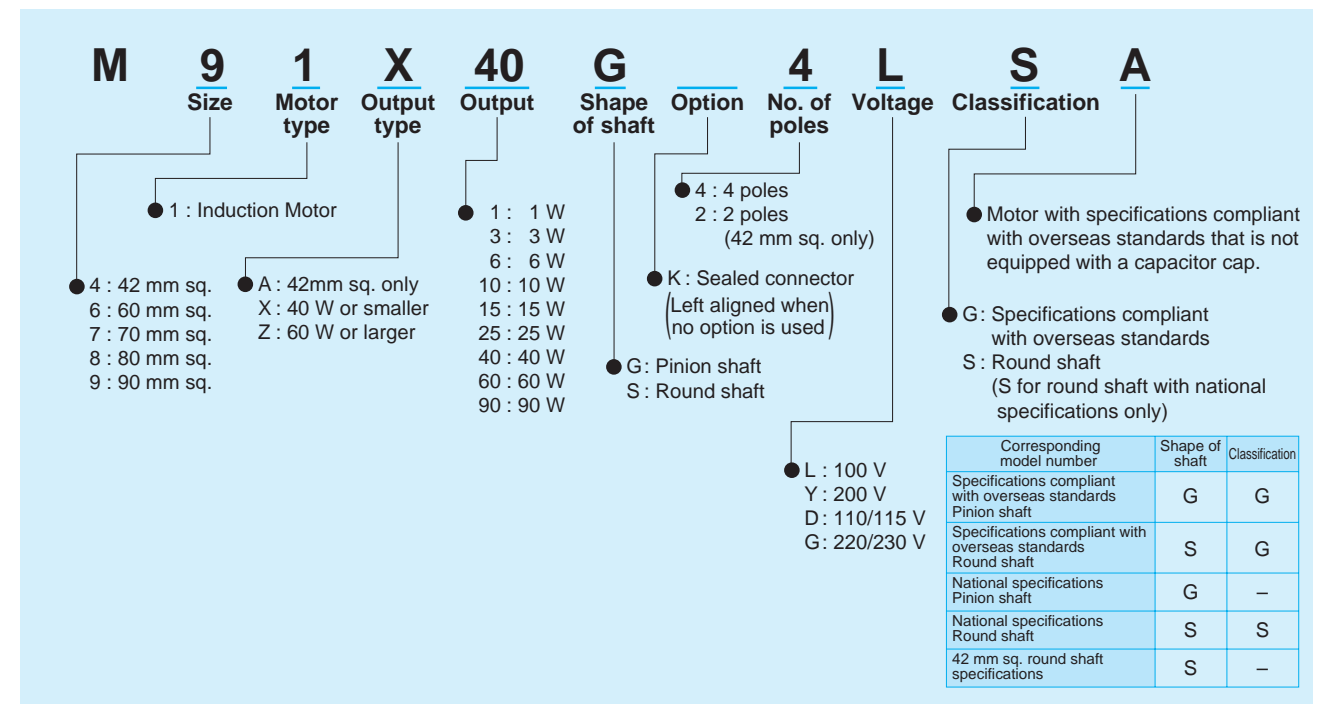 M 9 1 X 40 G 4 L S A
Size Motor type Output type Output Shape of shaft Option No. of poles Voltage Classification
4 : 42 mm sq.
6 : 60 mm sq.
7 : 70 mm sq.
8 : 80 mm sq.
9 : 90 mm sq.
1 : Induction Motor
A : 42mm sq. only
X : 40 W or smaller
Z : 60 W or larger
1 : 1 W
3 : 3 W
6 : 6 W
10 : 10 W
15 : 15 W
25 : 25 W
40 : 40 W
60 : 60 W
90 : 90 W
G : Pinion shaft
S : Round shaft
K : Sealed connector
(Left aligned when
no option is used)
4 : 4 poles
2 : 2 poles
(42 mm sq. only)
L : 100 V
Y : 200 V
D : 110/115 V
G : 220/230 V
Motor with specifications compliant
with overseas standards that is not
equipped with a capacitor cap.
G : Specifications compliant
with overseas standards
S : Round shaft
(S for round shaft with national
specifications only)
Corresponding
model number
Shape of
shaft
Classification
Specifications compliant
with overseas standards
Pinion shaft
G G
Specifications compliant with
overseas standards
Round shaft
S G
National specifications
Pinion shaft
G –
National specifications
Round shaft
S S
42 mm sq. round shaft
specifications
S –